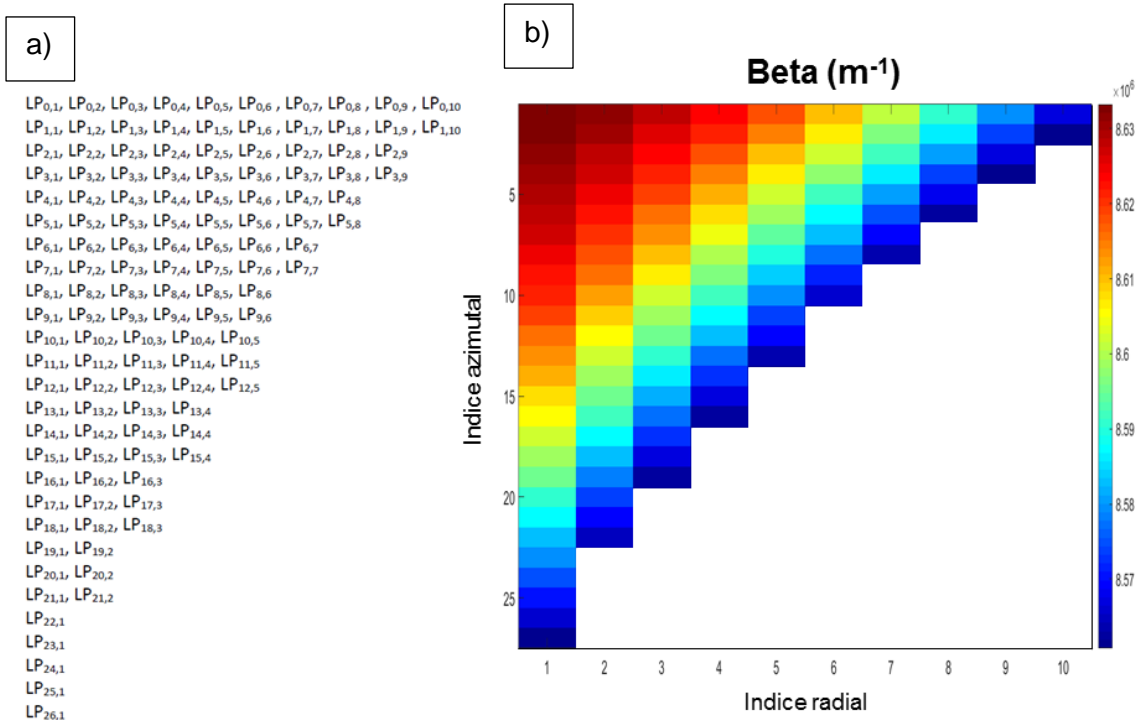 a)
LP0,1, LP0,2, LP0,3, LP0,4, LP0,5, LP0,6 , LP0,7, LP0,8 , LP0,9 , LP0,10
LP1,1, LP1,2, LP1,3, LP1,4, LP1,5, LP1,6 , LP1,7, LP1,8 , LP1,9 , LP1,10
LP2,1, LP2,2, LP2,3, LP2,4, LP2,5, LP2,6 , LP2,7, LP2,8 , LP2,9
LP3,1, LP3,2, LP3,3, LP3,4, LP3,5, LP3,6 , LP3,7, LP3,8 , LP3,9
LP4,1, LP4,2, LP4,3, LP4,4, LP4,5, LP4,6 , LP4,7, LP4,8
LP5,1, LP5,2, LP5,3, LP5,4, LP5,5, LP5,6 , LP5,7, LP5,8
LP6,1, LP6,2, LP6,3, LP6,4, LP6,5, LP6,6 , LP6,7
LP7,1, LP7,2, LP7,3, LP7,4, LP7,5, LP7,6 , LP7,7
LP8,1, LP8,2, LP8,3, LP8,4, LP8,5, LP8,6
LP9,1, LP9,2, LP9,3, LP9,4, LP9,5, LP9,6
LP10,1, LP10,2, LP10,3, LP10,4, LP10,5
LP11,1, LP11,2, LP11,3, LP11,4, LP11,5
LP12,1, LP12,2, LP12,3, LP12,4, LP12,5
LP13,1, LP13,2, LP13,3, LP13,4
LP14,1, LP14,2, LP14,3, LP14,4
LP15,1, LP15,2, LP15,3, LP15,4
LP16,1, LP16,2, LP16,3
LP17,1, LP17,2, LP17,3
LP18,1, LP18,2, LP18,3
LP19,1, LP19,2
LP20,1, LP20,2
LP21,1, LP21,2
LP22,1
LP23,1
LP24,1
LP25,1
LP26,1
b)
Beta (m⁻¹)
×10⁶
8.63
8.62
8.61
8.6
8.59
8.58
8.57
Indice azimutal
5
10
15
20
25
1 2 3 4 5 6 7 8 9 10
Indice radial